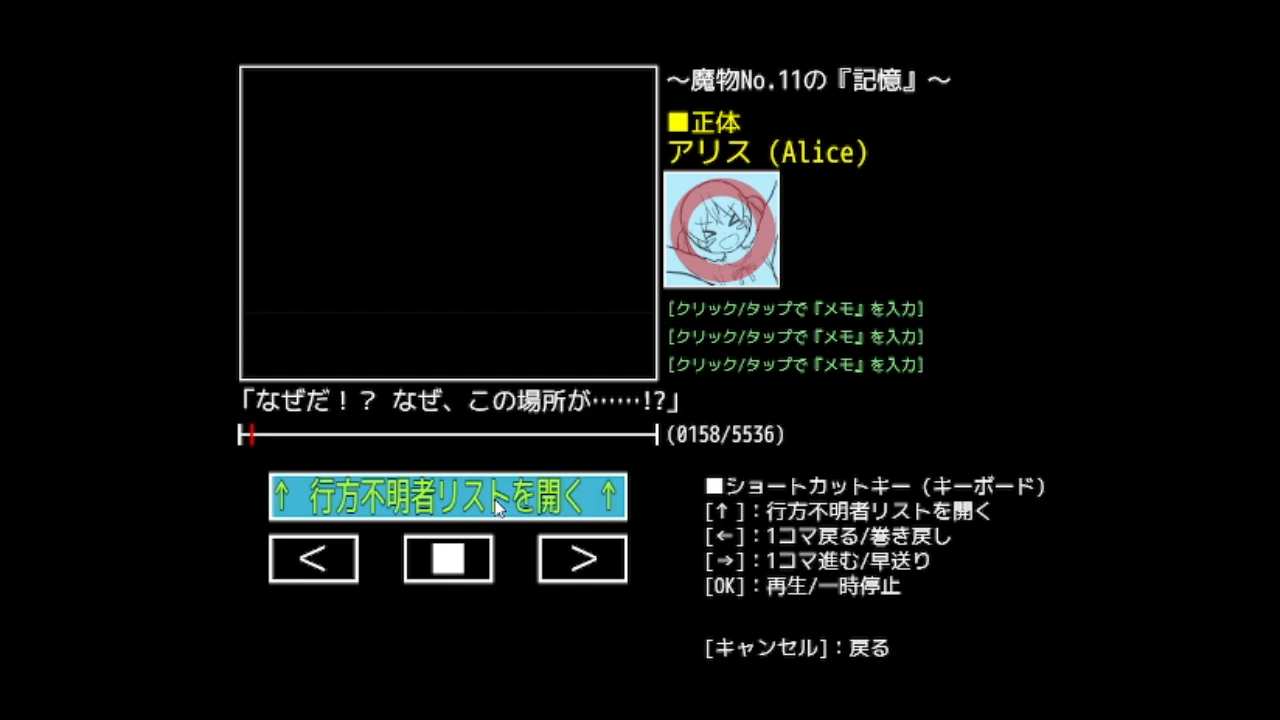 ～魔物No.11の『記憶』～
■正体
アリス (Alice)
[クリック/タップで『メモ』を入力]
[クリック/タップで『メモ』を入力]
[クリック/タップで『メモ』を入力]
「なぜだ！？ なぜ、この場所が……!?」
(0158/5536)
↑ 行方不明者リストを開く ↑
< ■ >
■ショートカットキー (キーボード)
[↑]：行方不明者リストを開く
[←]：1コマ戻る/巻き戻し
[→]：1コマ進む/早送り
[OK]：再生/一時停止
[キャンセル]：戻る